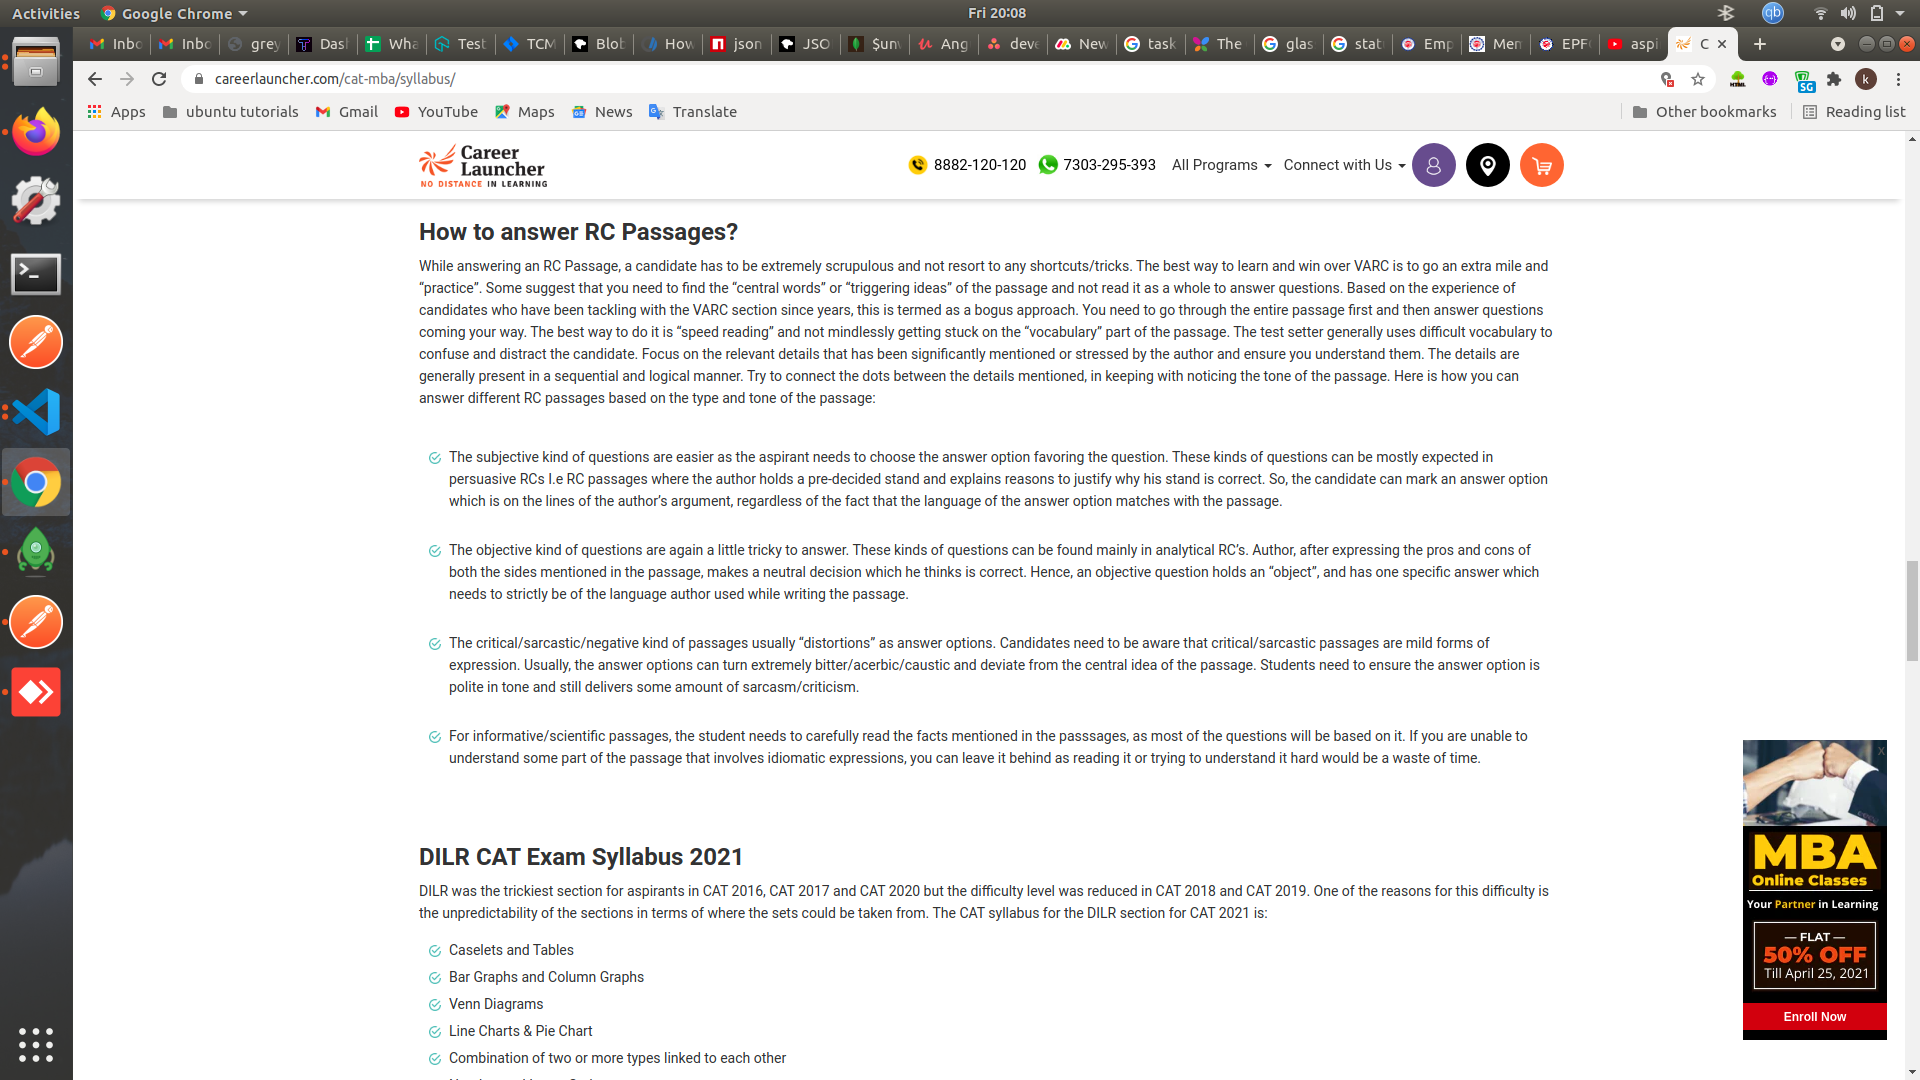 Activities Google Chrome Fri 20:08 qb
Inbo Inbo grey Das Wha Test TCM Blob How json JSO $un Ang dev New task The glas stat Emp Men EPF aspi C
careerlauncher.com/cat-mba/syllabus/ SG k
Apps ubuntu tutorials Gmail YouTube Maps News Translate Other bookmarks Reading list
Career Launcher
NO DISTANCE IN LEARNING
8882-120-120 7303-295-393 All Programs Connect with Us
How to answer RC Passages?
While answering an RC Passage, a candidate has to be extremely scrupulous and not resort to any shortcuts/tricks. The best way to learn and win over VARC is to go an extra mile and
“practice”. Some suggest that you need to find the “central words” or “triggering ideas” of the passage and not read it as a whole to answer questions. Based on the experience of
candidates who have been tackling with the VARC section since years, this is termed as a bogus approach. You need to go through the entire passage first and then answer questions
coming your way. The best way to do it is “speed reading” and not mindlessly getting stuck on the “vocabulary” part of the passage. The test setter generally uses difficult vocabulary to
confuse and distract the candidate. Focus on the relevant details that has been significantly mentioned or stressed by the author and ensure you understand them. The details are
generally present in a sequential and logical manner. Try to connect the dots between the details mentioned, in keeping with noticing the tone of the passage. Here is how you can
answer different RC passages based on the type and tone of the passage:
The subjective kind of questions are easier as the aspirant needs to choose the answer option favoring the question. These kinds of questions can be mostly expected in
persuasive RCs I.e RC passages where the author holds a pre-decided stand and explains reasons to justify why his stand is correct. So, the candidate can mark an answer option
which is on the lines of the author’s argument, regardless of the fact that the language of the answer option matches with the passage.
The objective kind of questions are again a little tricky to answer. These kinds of questions can be found mainly in analytical RC’s. Author, after expressing the pros and cons of
both the sides mentioned in the passage, makes a neutral decision which he thinks is correct. Hence, an objective question holds an “object”, and has one specific answer which
needs to strictly be of the language author used while writing the passage.
The critical/sarcastic/negative kind of passages usually “distortions” as answer options. Candidates need to be aware that critical/sarcastic passages are mild forms of
expression. Usually, the answer options can turn extremely bitter/acerbic/caustic and deviate from the central idea of the passage. Students need to ensure the answer option is
polite in tone and still delivers some amount of sarcasm/criticism.
For informative/scientific passages, the student needs to carefully read the facts mentioned in the passsages, as most of the questions will be based on it. If you are unable to
understand some part of the passage that involves idiomatic expressions, you can leave it behind as reading it or trying to understand it hard would be a waste of time.
DILR CAT Exam Syllabus 2021
DILR was the trickiest section for aspirants in CAT 2016, CAT 2017 and CAT 2020 but the difficulty level was reduced in CAT 2018 and CAT 2019. One of the reasons for this difficulty is
the unpredictability of the sections in terms of where the sets could be taken from. The CAT syllabus for the DILR section for CAT 2021 is:
Caselets and Tables
Bar Graphs and Column Graphs
Venn Diagrams
Line Charts & Pie Chart
Combination of two or more types linked to each other
X
MBA
Online Classes
Your Partner in Learning
— FLAT —
50% OFF
Till April 25, 2021
Enroll Now